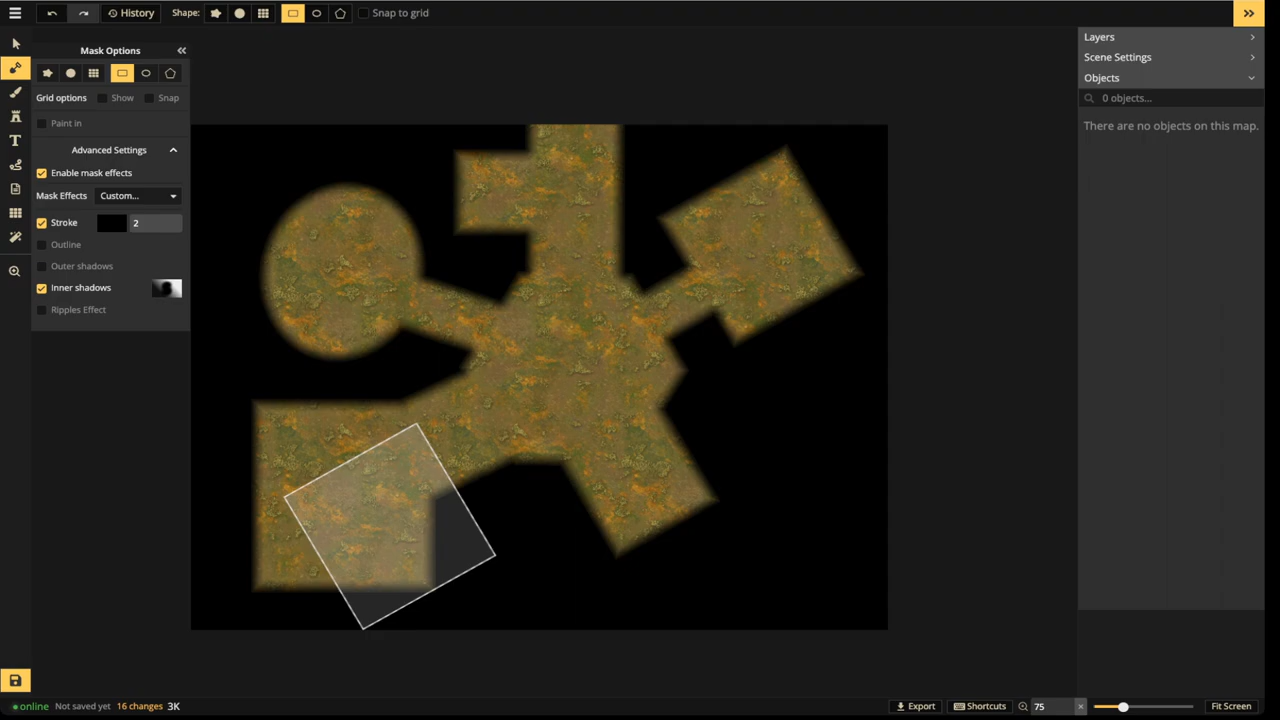 History
Shape:
Snap to grid
Mask Options
Grid options Show Snap
Paint in
Advanced Settings
Enable mask effects
Mask Effects Custom...
Stroke 2
Outline
Outer shadows
Inner shadows
Ripples Effect
Layers
Scene Settings
Objects
0 objects...
There are no objects on this map.
online Not saved yet 16 changes 3K
Export Shortcuts 75 Fit Screen